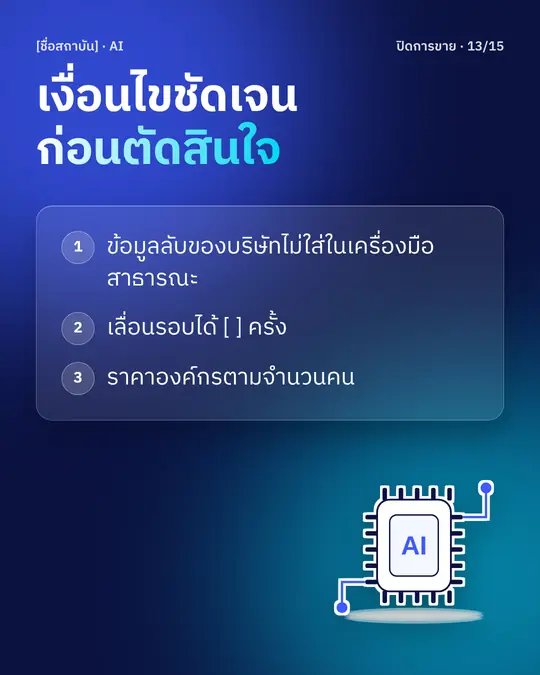 [ชื่อสถาบัน] · AI
ปิดการขาย · 13/15
เงื่อนไขชัดเจน
ก่อนตัดสินใจ
1 ข้อมูลลับของบริษัทไม่ใส่ในเครื่องมือ
สาธารณะ
2 เลื่อนรอบได้ [ ] ครั้ง
3 ราคาองค์กรตามจำนวนคน
AI